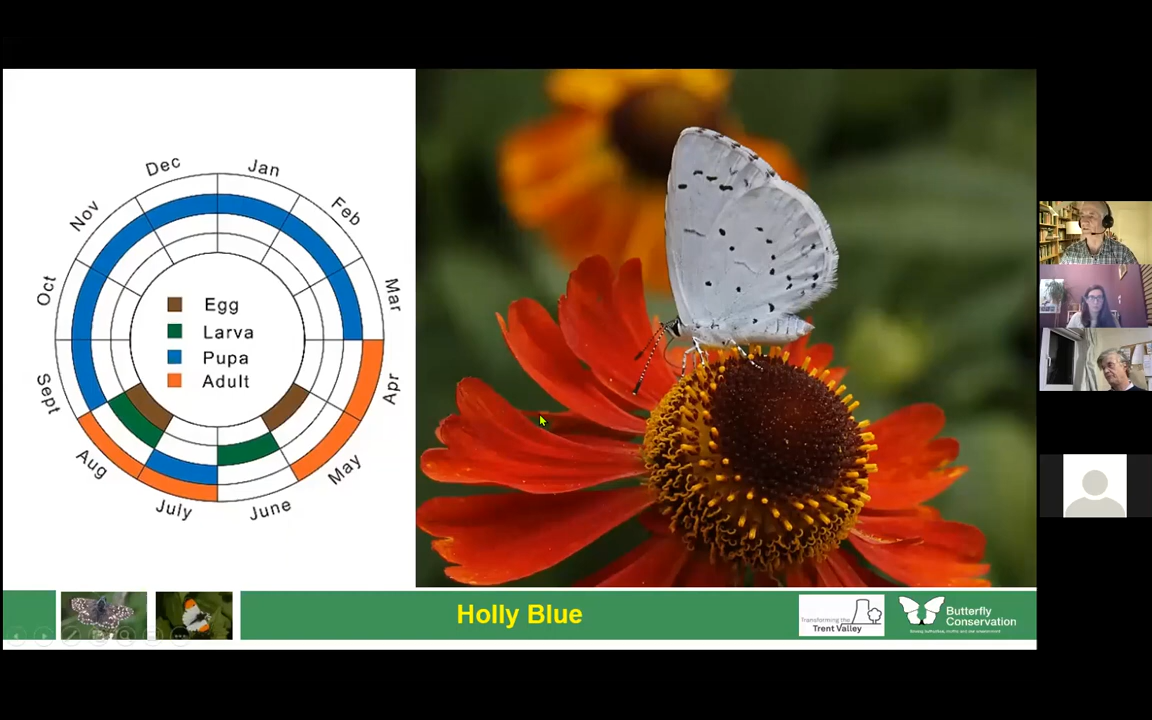 Dec
Jan
Nov
Feb
Oct
Mar
Egg
Larva
Pupa
Adult
Sept
Apr
Aug
May
July
June
Holly Blue
Transforming the
Trent Valley
Butterfly
Conservation